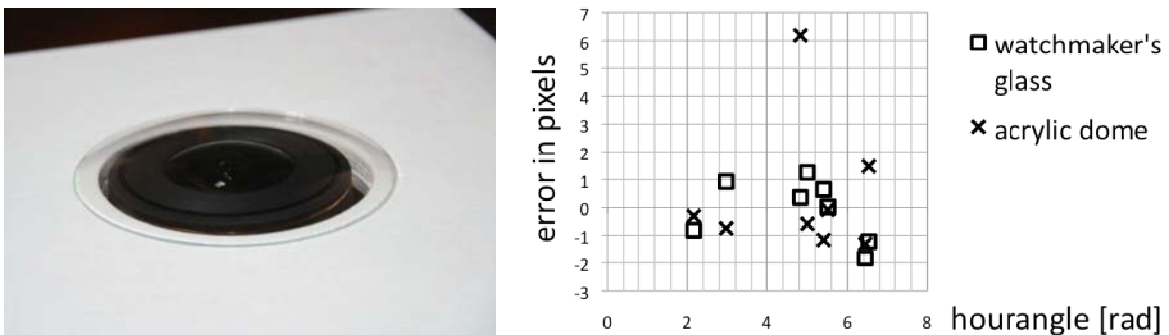 7
6
5
4
3
2
1
0
-1
-2
-3
error in pixels
0 2 4 6 8
hourangle [rad]
watchmaker's
glass
acrylic dome